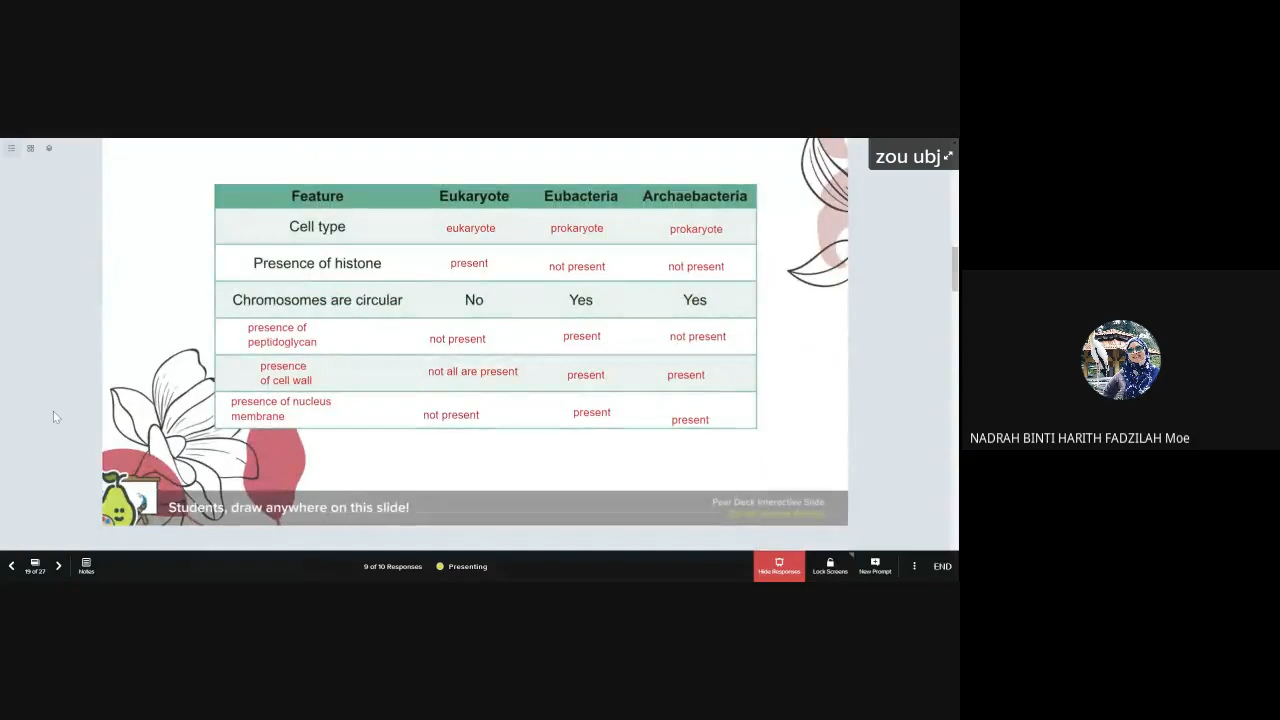 zou ubj
Feature Eukaryote Eubacteria Archaebacteria
Cell type eukaryote prokaryote prokaryote
Presence of histone present not present not present
Chromosomes are circular No Yes Yes
presence of
peptidoglycan not present present not present
presence
of cell wall not all are present present present
presence of nucleus
membrane not present present present
Students, draw anywhere on this slide!
Pear Deck Interactive Slide
NADRAH BINTI HARITH FADZILAH Moe
19 of 27
Notes
9 of 10 Responses
Presenting
Hide Responses
Lock Screens
New Prompt
END